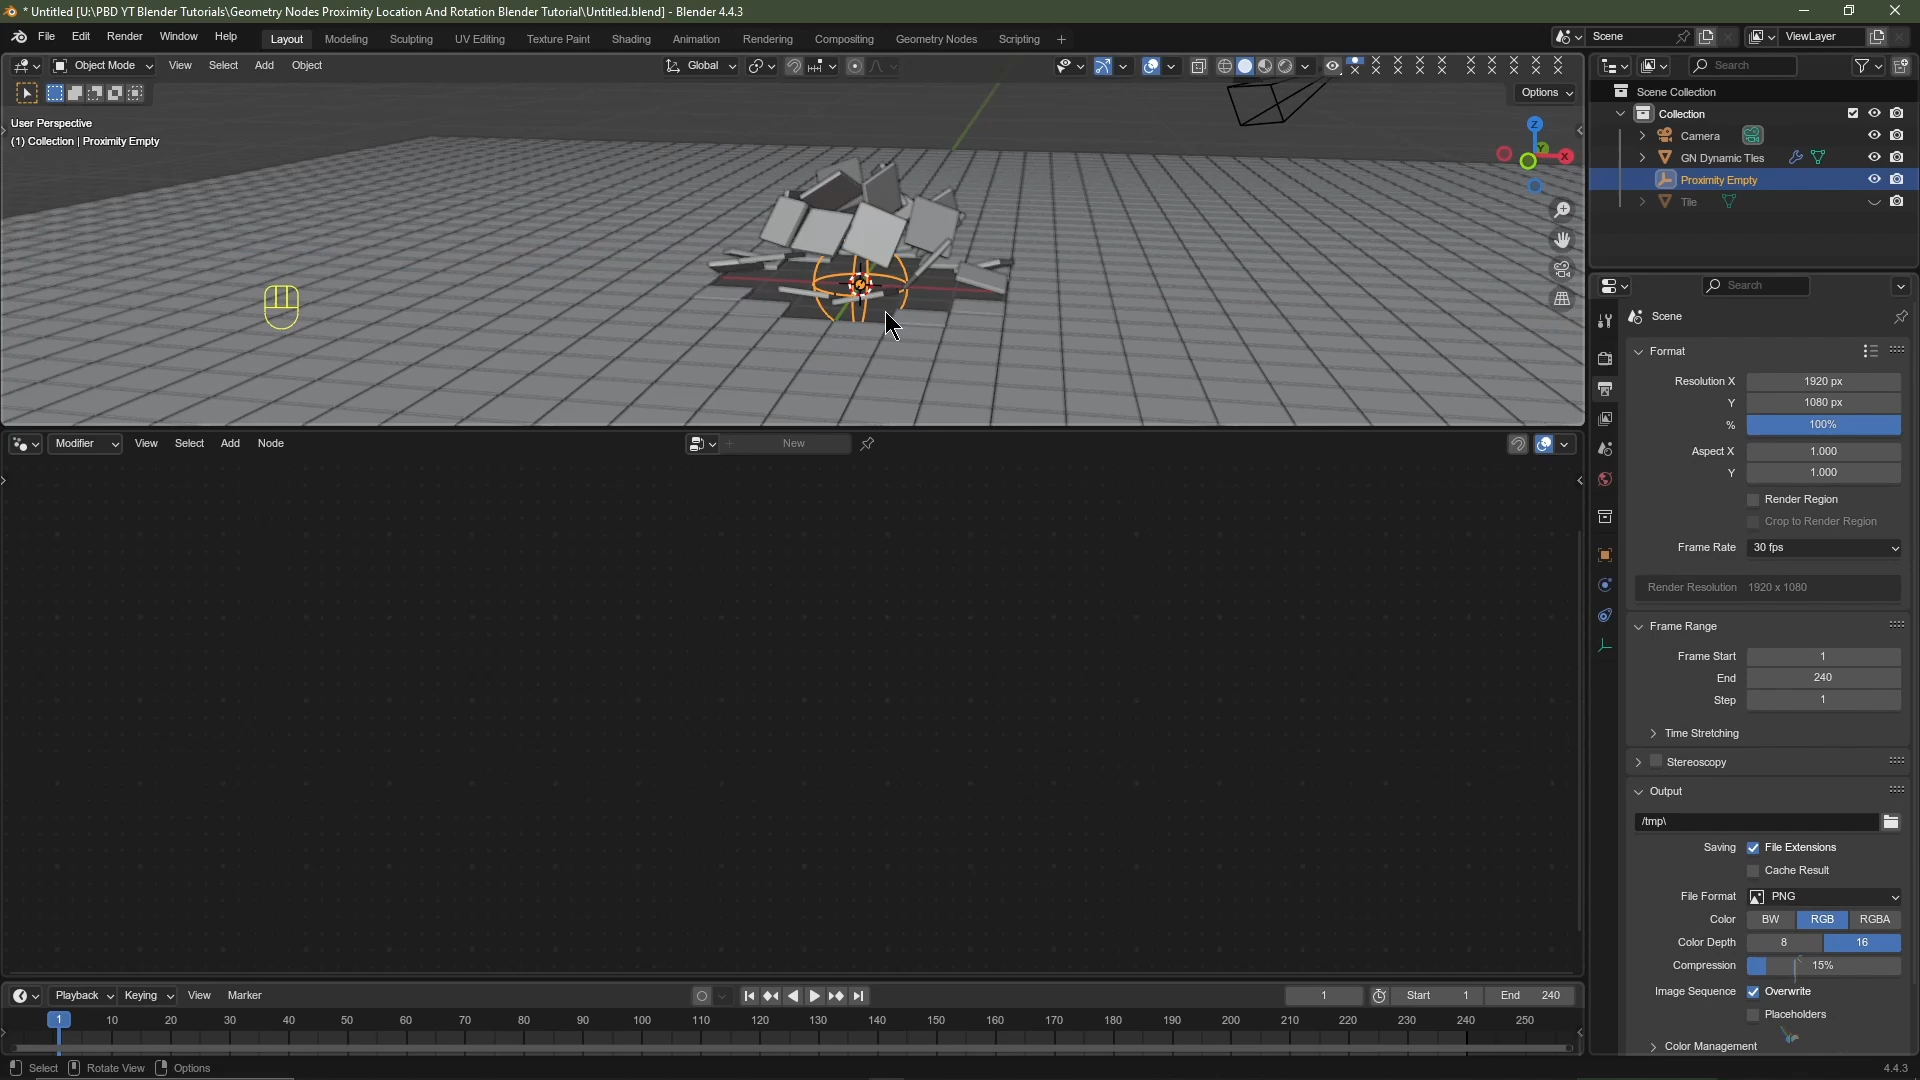 * Untitled [U:\PBD YT Blender Tutorials\Geometry Nodes Proximity Location And Rotation Blender Tutorial\Untitled.blend] - Blender 4.4.3
File Edit Render Window Help Layout Modeling Sculpting UV Editing Texture Paint Shading Animation Rendering Compositing Geometry Nodes Scripting + Scene ViewLayer
Object Mode View Select Add Object Global Search
Options
Scene Collection
User Perspective
(1) Collection | Proximity Empty
Collection
Camera
GN Dynamic Tiles
Proximity Empty
Tile
Z
Y
X
Search
Scene
Format
Resolution X 1920 px
Y 1080 px
% 100%
Modifier View Select Add Node New
Aspect X 1.000
Y 1.000
Render Region
Crop to Render Region
Frame Rate 30 fps
Render Resolution 1920 x 1080
Frame Range
Frame Start 1
End 240
Step 1
Time Stretching
Stereoscopy
Output
/tmp\
Saving File Extensions
Cache Result
File Format PNG
Color BW RGB RGBA
Color Depth 8 16
Compression 15%
Image Sequence Overwrite
Placeholders
Color Management
Playback Keying View Marker 1 Start 1 End 240
1 10 20 30 40 50 60 70 80 90 100 110 120 130 140 150 160 170 180 190 200 210 220 230 240 250
Select Rotate View Options 4.4.3